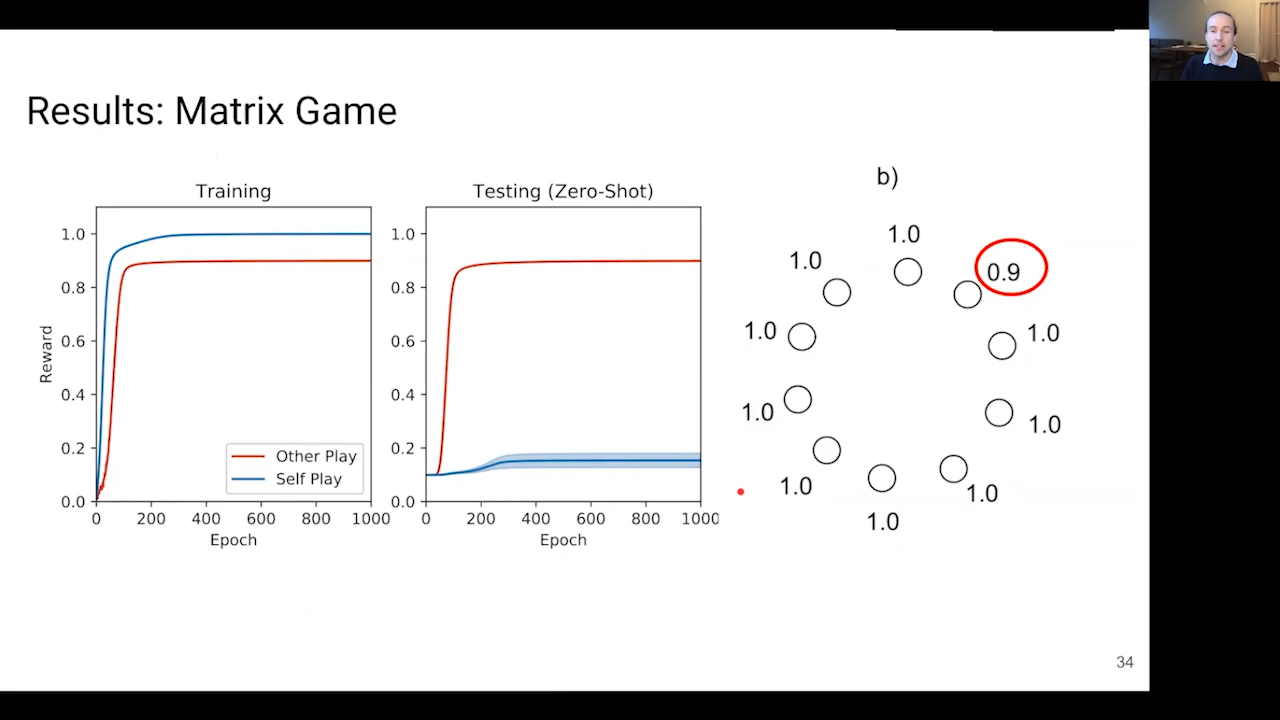 Results: Matrix Game
Training
1.0
0.8
0.6
0.4
0.2
0.0
Reward
0 200 400 600 800 1000
Epoch
Other Play
Self Play
Testing (Zero-Shot)
1.0
0.8
0.6
0.4
0.2
0.0
0 200 400 600 800 1000
Epoch
b)
1.0
1.0
0.9
1.0
1.0
1.0
1.0
1.0
1.0
1.0
34